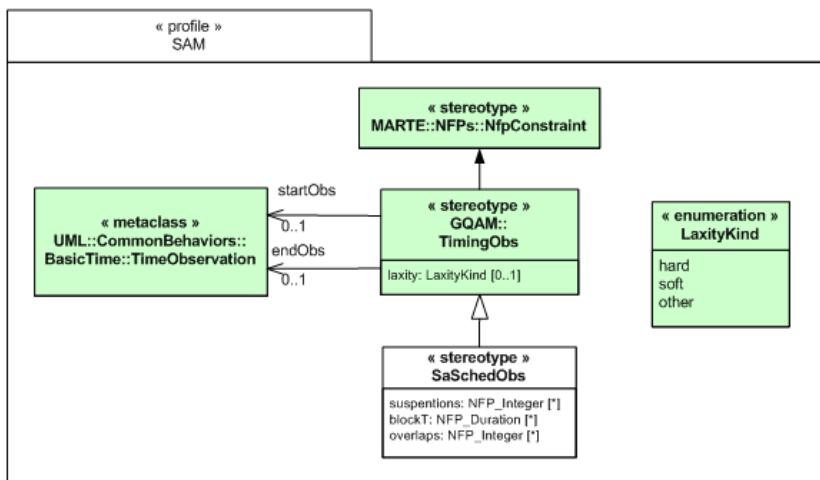 « profile »
SAM
« stereotype »
MARTE::NFPs::NfpConstraint
startObs
0..1
« metaclass »
UML::CommonBehaviors::
BasicTime::TimeObservation
endObs
0..1
« stereotype »
GQAM::
TimingObs
laxity: LaxityKind [0..1]
« enumeration »
LaxityKind
hard
soft
other
« stereotype »
SaSchedObs
suspentions: NFP_Integer [*]
blockT: NFP_Duration [*]
overlaps: NFP_Integer [*]